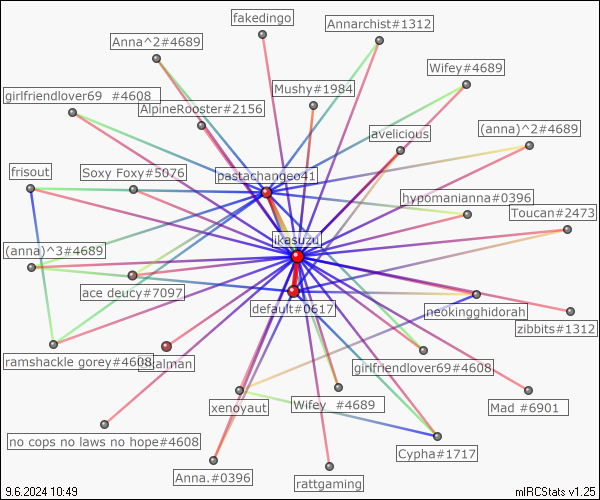 fakedingo
Annarchist#1312
Anna^2#4689
Wifey#4689
girlfriendlover69 #4608
Mushy#1984
AlpineRooster#2156
avelicious
(anna)^2#4689
frisout
Soxy Foxy#5076
pastachangeo41
hypomanianna#0396
Toucan#2473
ikasuzu
(anna)^3#4689
ace deucy#7097
default#0617
neokingghidorah
zibbits#1312
ramshackle gorey#4608
girlfriendlover69#4608
xenoyaut
Wifey #4689
Mad #6901
no cops no laws no hope#4608
Cypha#1717
Anna.#0396
rattgaming
9.6.2024 10:49
mIRCStats v1.25